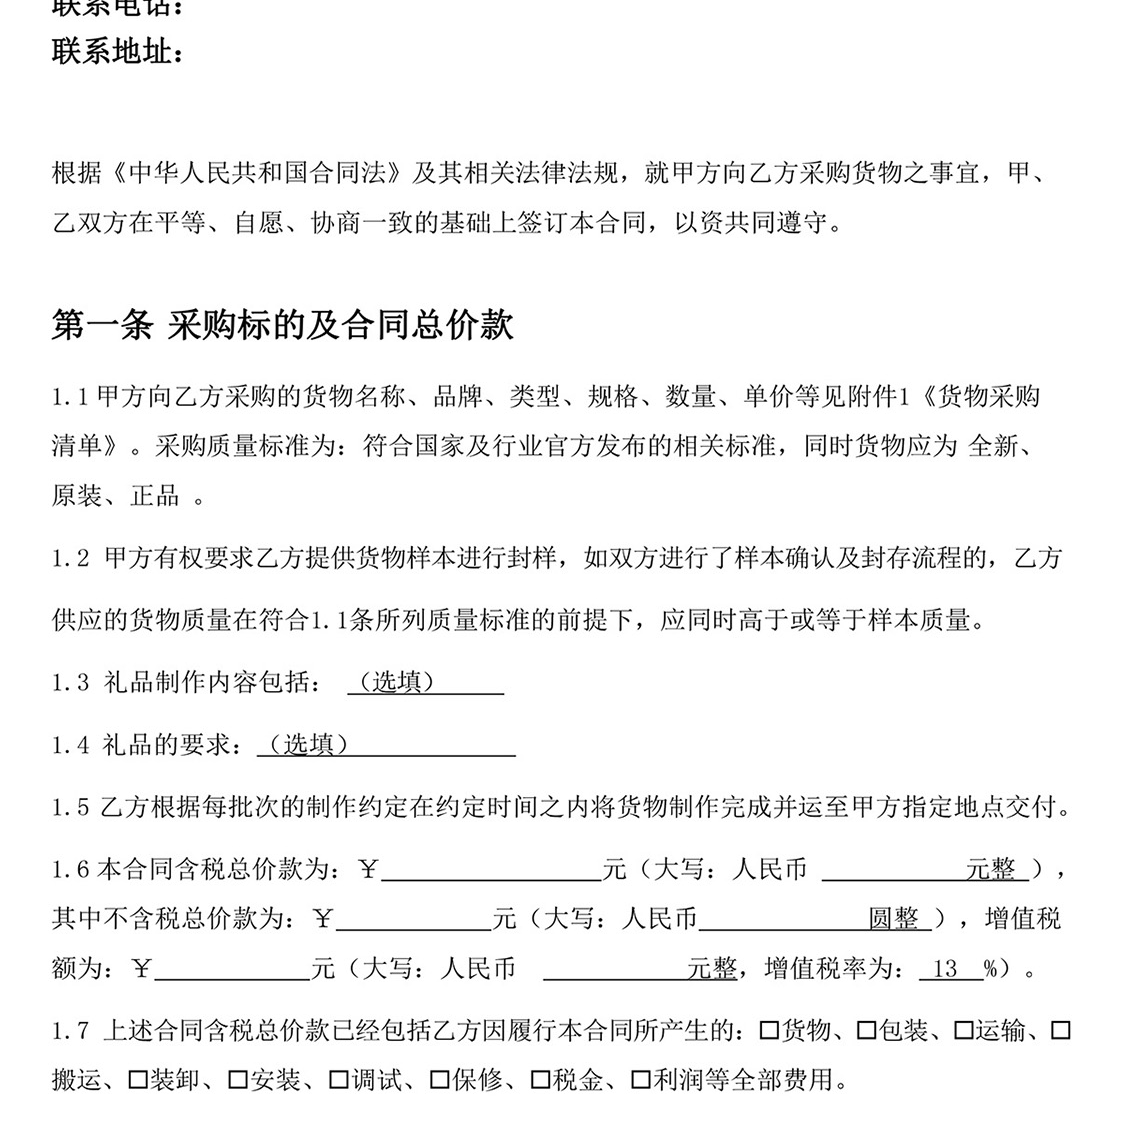 联系电话：
联系地址：
根据《中华人民共和国合同法》及其相关法律法规，就甲方向乙方采购货物之事宜，甲、
乙双方在平等、自愿、协商一致的基础上签订本合同，以资共同遵守。
第一条 采购标的及合同总价款
1.1甲方向乙方采购的货物名称、品牌、类型、规格、数量、单价等见附件1《货物采购
清单》。采购质量标准为：符合国家及行业官方发布的相关标准，同时货物应为 全新、
原装、正品 。
1.2 甲方有权要求乙方提供货物样本进行封样，如双方进行了样本确认及封存流程的，乙方
供应的货物质量在符合1.1条所列质量标准的前提下，应同时高于或等于样本质量。
1.3 礼品制作内容包括： （选填）
1.4 礼品的要求：（选填）
1.5 乙方根据每批次的制作约定在约定时间之内将货物制作完成并运至甲方指定地点交付。
1.6本合同含税总价款为：￥________元（大写：人民币 ________元整 ），
其中不含税总价款为：￥________元（大写：人民币________圆整 ），增值税
额为：￥________元（大写：人民币 ________元整，增值税率为： 13 %）。
1.7 上述合同含税总价款已经包括乙方因履行本合同所产生的：□货物、□包装、□运输、□
搬运、□装卸、□安装、□调试、□保修、□税金、□利润等全部费用。